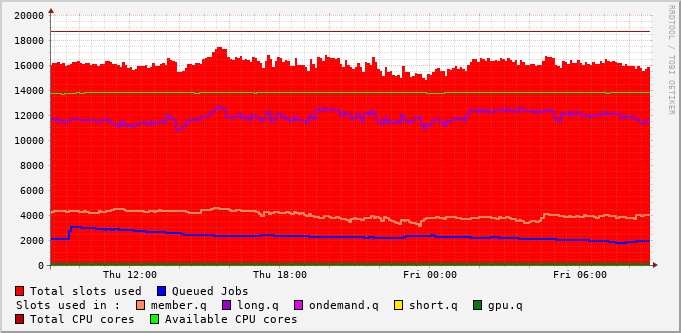 RRDTOOL / TOBI OETIKER
20000
18000
16000
14000
12000
10000
8000
6000
4000
2000
0
Thu 12:00 Thu 18:00 Fri 00:00 Fri 06:00
Total slots used Queued Jobs
Slots used in : member.q long.q ondemand.q short.q gpu.q
Total CPU cores Available CPU cores